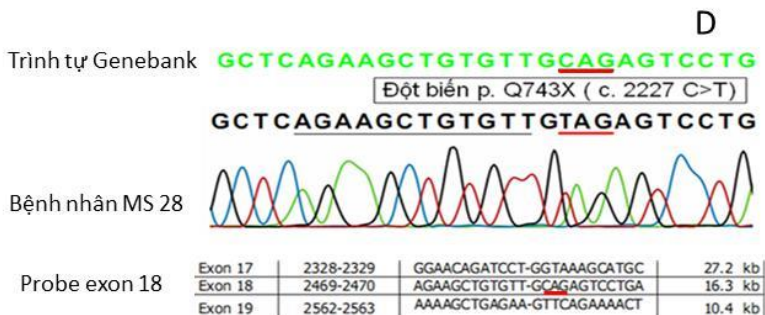 D
Trình tự Genebank GCTCAGAAGCTGTGTTGCAGAGTCCTG
Đột biến p. Q743X ( c. 2227 C>T)
GCTCAGAAGCTGTGTTGTAGAGTCCTG
Bệnh nhân MS 28
Probe exon 18
Exon 17 2328-2329 GGAACAGATCCT-GGTAAAGCATGC 27.2 kb
Exon 18 2469-2470 AGAAGCTGTGTT-GCAGAGTCCTGA 16.3 kb
Exon 19 2562-2563 AAAAGCTGAGAA-GTTCAGAAAACT 10.4 kb